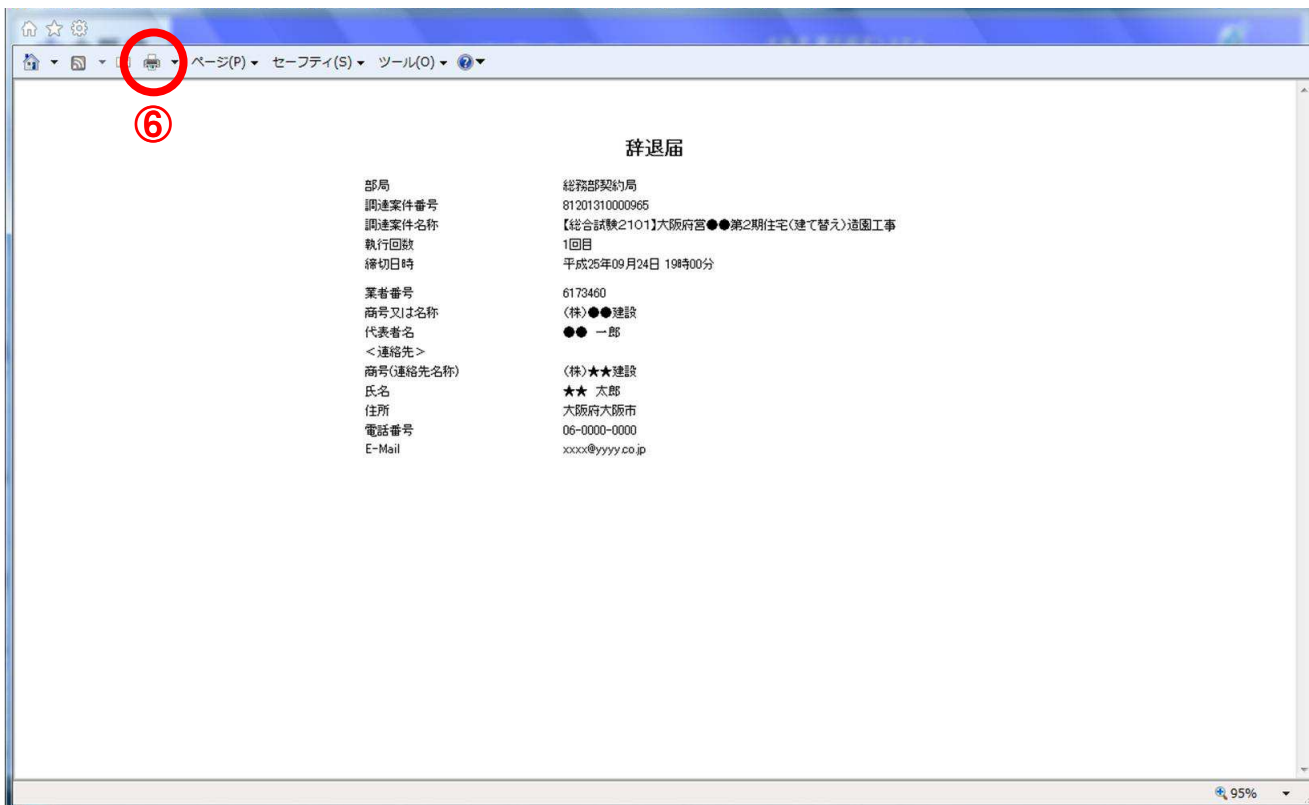 ページ(P) セーフティ(S) ツール(O)
⑥
辞退届
部局 総務部契約局
調達案件番号 81201310000965
調達案件名称 【総合試験2101】大阪府営●●第2期住宅(建て替え)造園工事
執行回数 1回目
締切日時 平成25年09月24日 19時00分
業者番号 6173460
商号又は名称 (株)●●建設
代表者名 ●● 一郎
<連絡先>
商号(連絡先名称) (株)★★建設
氏名 ★★ 太郎
住所 大阪府大阪市
電話番号 06-0000-0000
E-Mail xxxx@yyyy.co.jp
95%